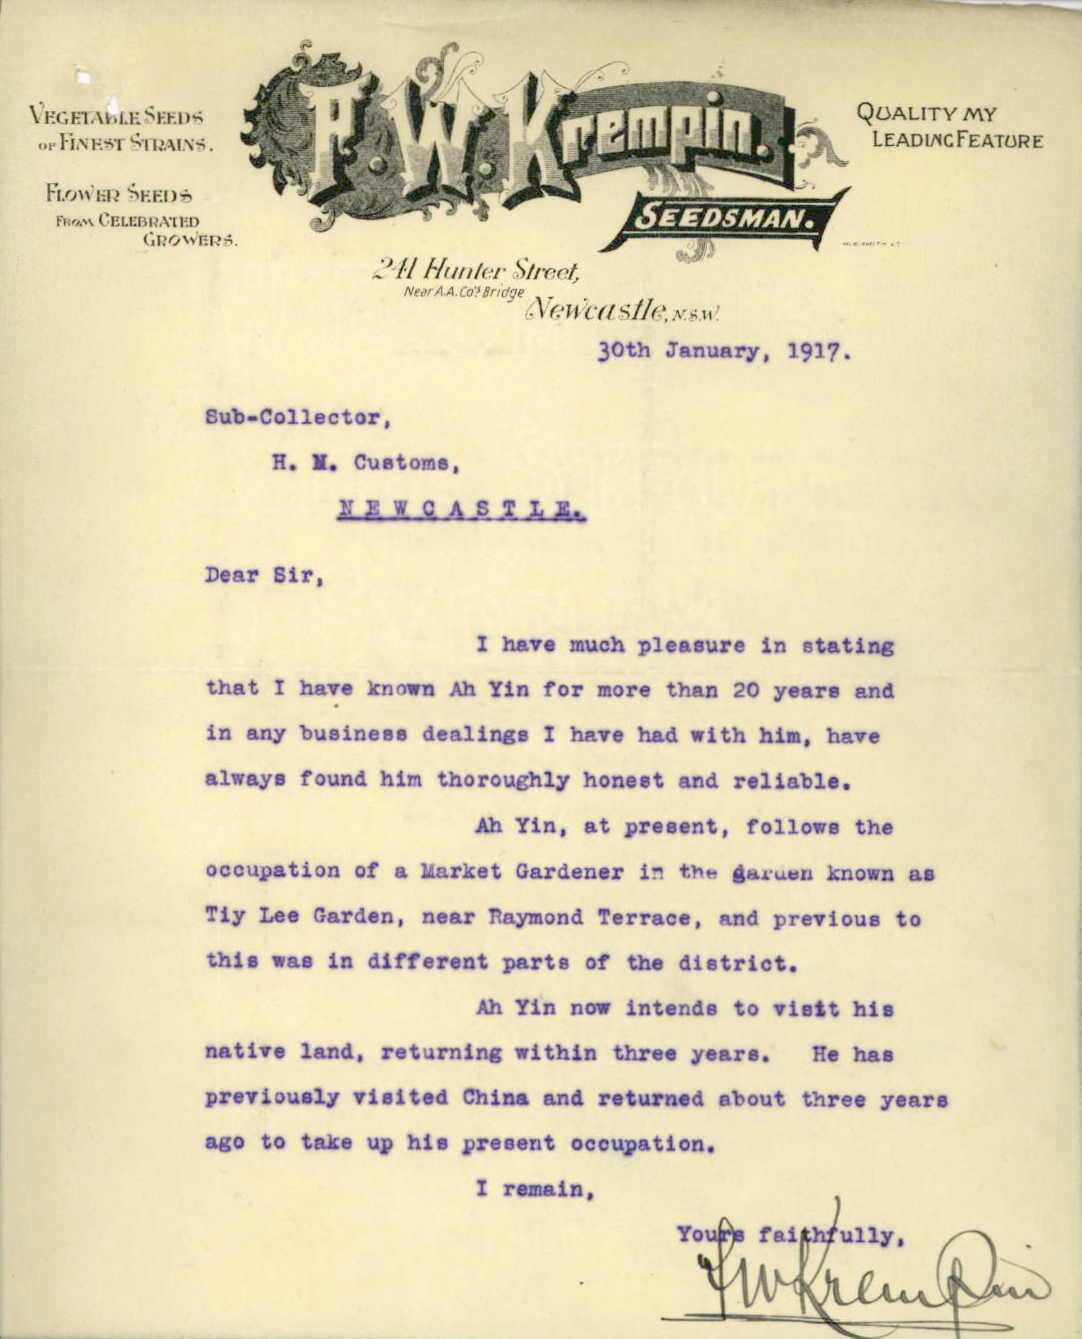 VEGETABLE SEEDS
OF FINEST STRAINS.
FLOWER SEEDS
FROM CELEBRATED
GROWERS.
F. W. Krempin.
SEEDSMAN.
QUALITY MY
LEADING FEATURE
241 Hunter Street,
Near A.A. Co's Bridge
Newcastle, N.S.W.
30th January, 1917.
Sub-Collector,
H. M. Customs,
N E W C A S T L E.
Dear Sir,
I have much pleasure in stating
that I have known Ah Yin for more than 20 years and
in any business dealings I have had with him, have
always found him thoroughly honest and reliable.
Ah Yin, at present, follows the
occupation of a Market Gardener in the garden known as
Tiy Lee Garden, near Raymond Terrace, and previous to
this was in different parts of the district.
Ah Yin now intends to visit his
native land, returning within three years. He has
previously visited China and returned about three years
ago to take up his present occupation.
I remain,
Yours faithfully,
F W Krempin